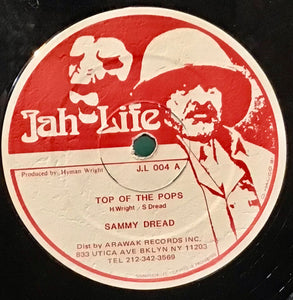 Jah Life
Produced by: Hyman Wright
J.L 004 A
TOP OF THE POPS
H.Wright / S Dread
SAMMY DREAD
Dist by ARAWAK RECORDS INC.
833 UTICA AVE BKLYN NY 11203
TEL 212-342-3569